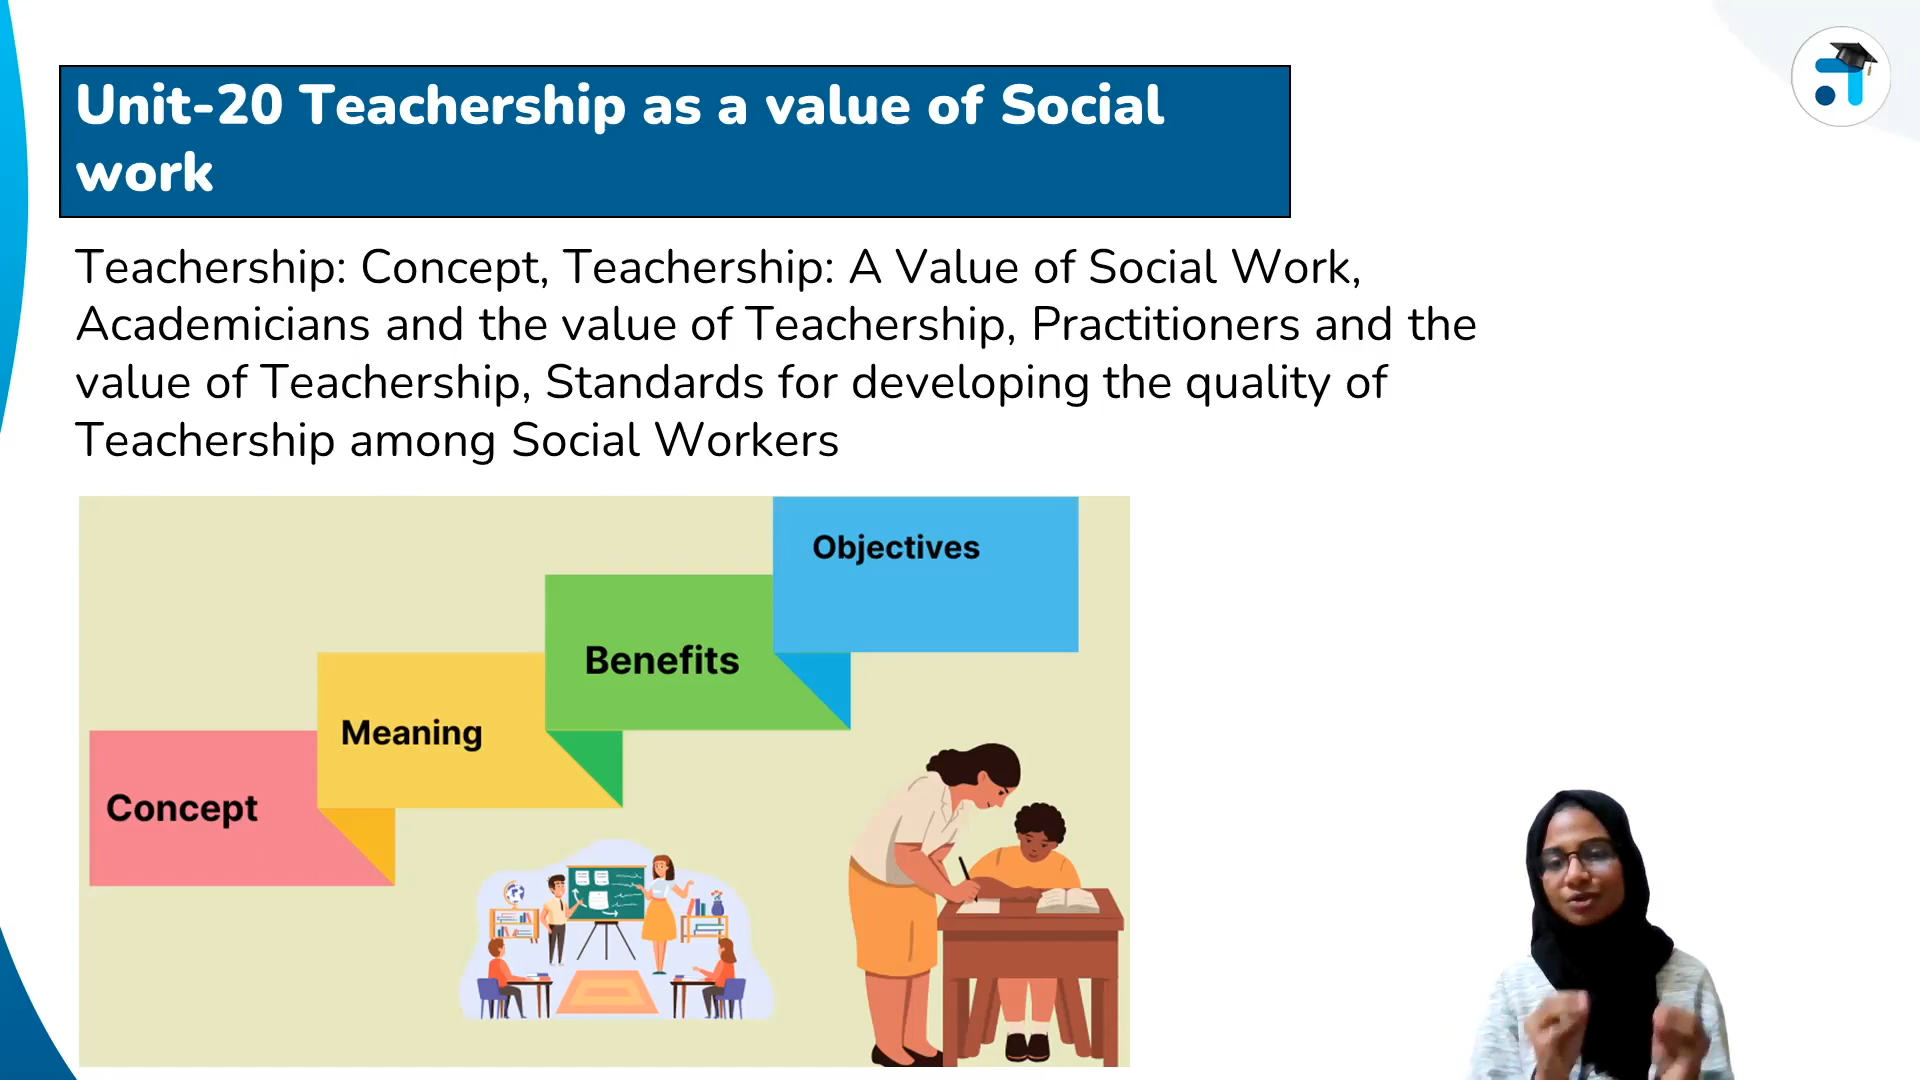 Unit-20 Teachership as a value of Social
work
Teachership: Concept, Teachership: A Value of Social Work,
Academicians and the value of Teachership, Practitioners and the
value of Teachership, Standards for developing the quality of
Teachership among Social Workers
Objectives
Benefits
Meaning
Concept